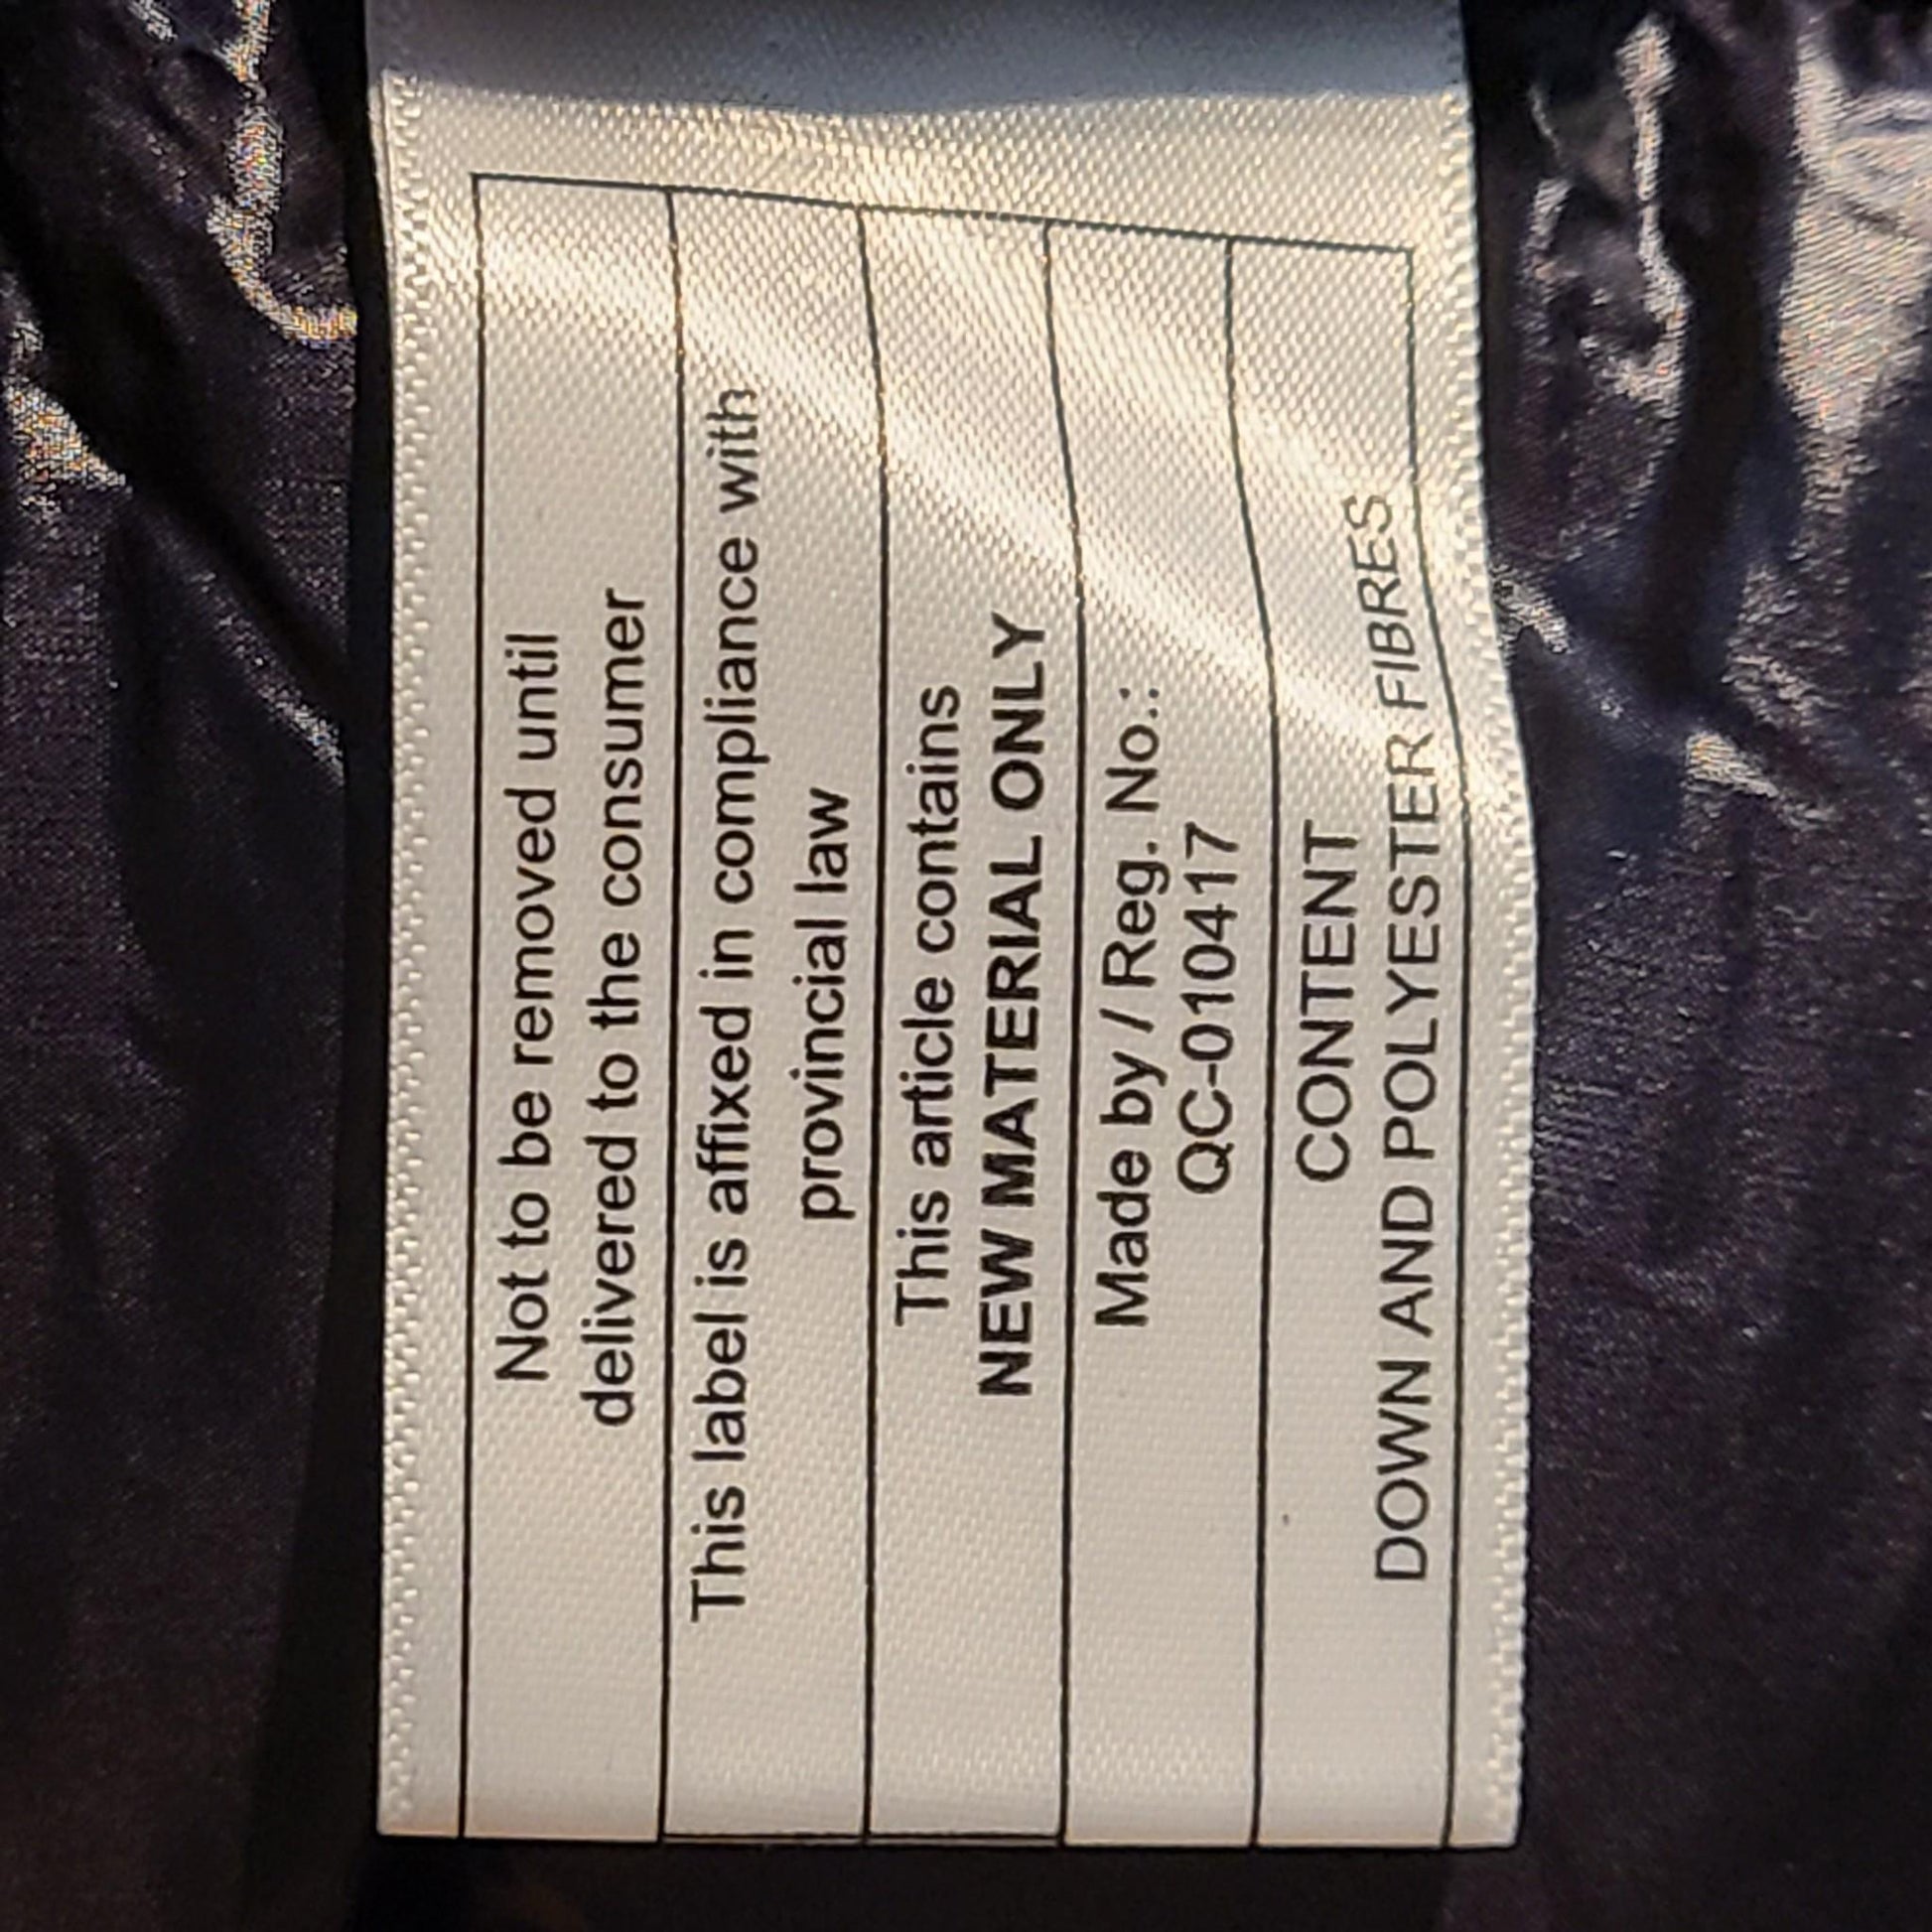 Not to be removed until
delivered to the consumer
This label is affixed in compliance with
provincial law
This article contains
NEW MATERIAL ONLY
Made by / Reg. No.:
QC-010417
CONTENT
DOWN AND POLYESTER FIBRES